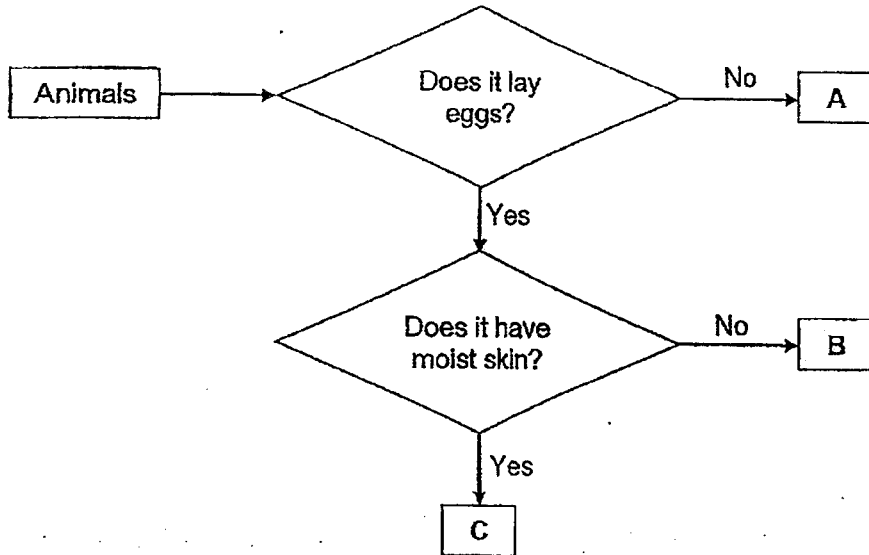 Animals
Does it lay
eggs?
No
A
Yes
Does it have
moist skin?
No
B
Yes
C